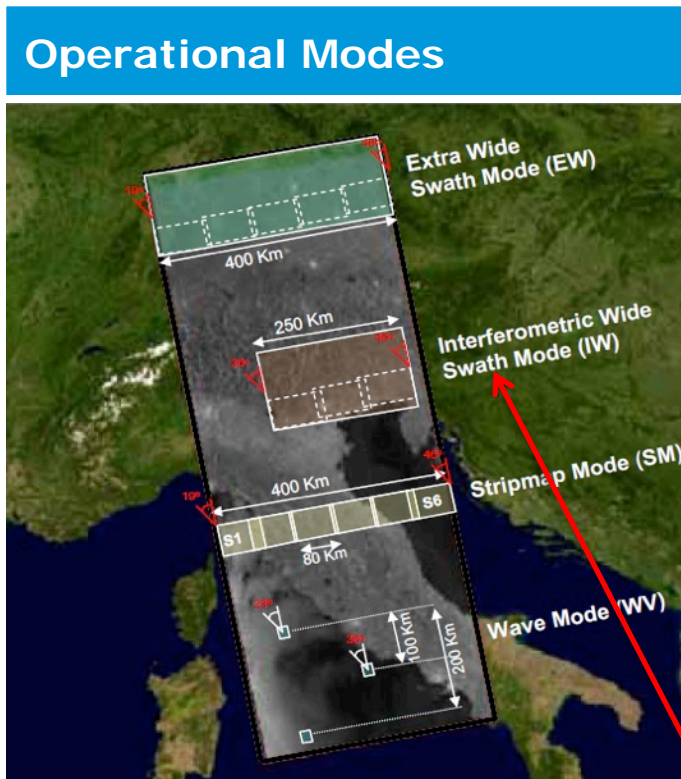 Operational Modes
Extra Wide
Swath Mode (EW)
400 Km
250 Km
Interferometric Wide
Swath Mode (IW)
400 Km
Stripmap Mode (SM)
S1
S6
80 Km
Wave Mode (WV)
100 Km
200 Km